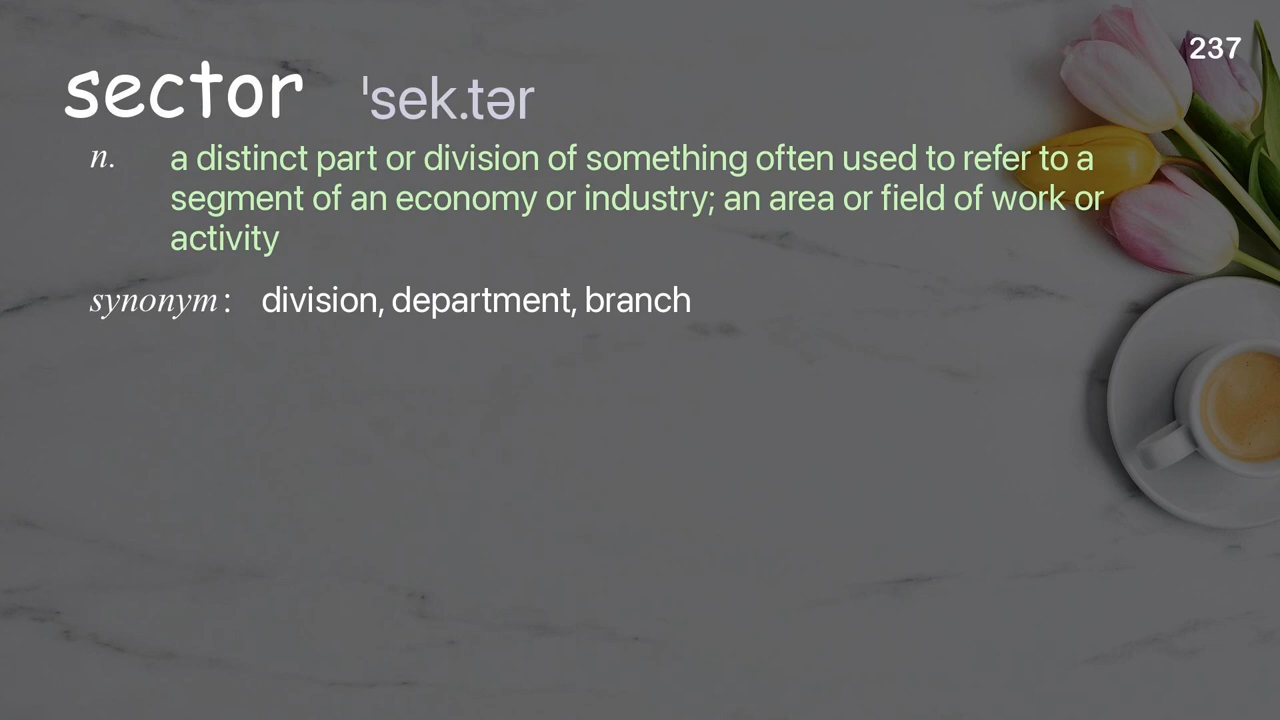 237
sector ˈsek.tər
n. a distinct part or division of something often used to refer to a
segment of an economy or industry; an area or field of work or
activity
synonym: division, department, branch